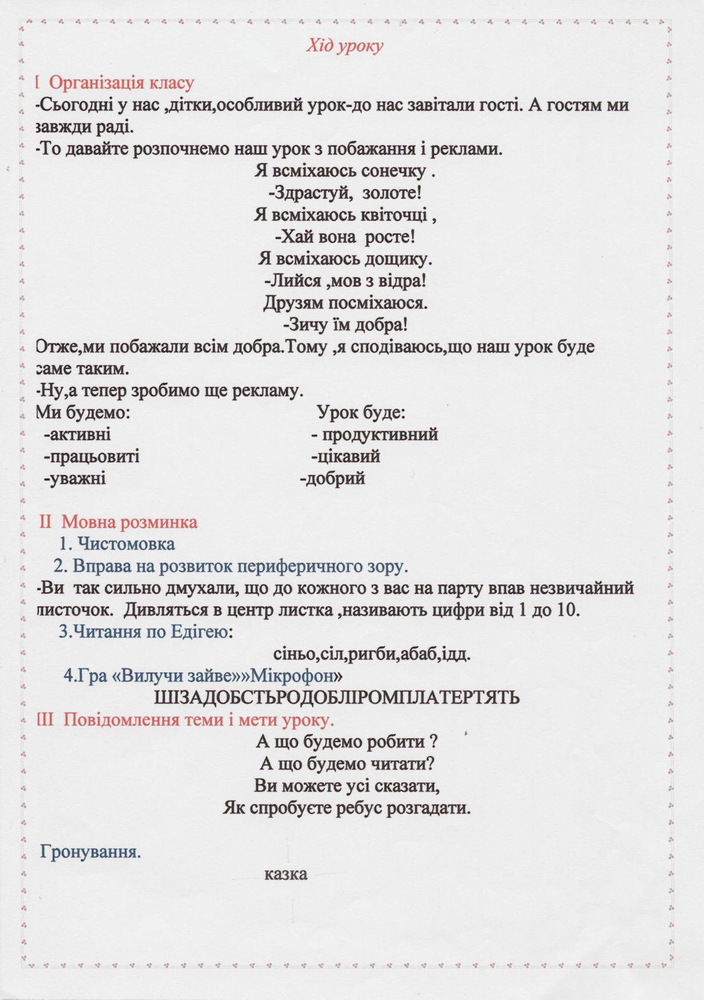 Хід уроку
І Організація класу
-Сьогодні у нас ,дітки,особливий урок-до нас завітали гості. А гостям ми
завжди раді.
-То давайте розпочнемо наш урок з побажання і реклами.
Я всміхаюсь сонечку .
-Здрастуй, золоте!
Я всміхаюсь квіточці ,
-Хай вона росте!
Я всміхаюсь дощику.
-Лийся ,мов з відра!
Друзям посміхаюся.
-Зичу їм добра!
Отже,ми побажали всім добра.Тому ,я сподіваюсь,що наш урок буде
саме таким.
-Ну,а тепер зробимо ще рекламу.
Ми будемо: Урок буде:
-активні - продуктивний
-працьовиті -цікавий
-уважні -добрий
ІІ Мовна розминка
1. Чистомовка
2. Вправа на розвиток периферичного зору.
-Ви так сильно дмухали, що до кожного з вас на парту впав незвичайний
листочок. Дивляться в центр листка ,називають цифри від 1 до 10.
3.Читання по Едігею:
сіньо,сіл,ригби,абаб,ідд.
4.Гра «Вилучи зайве»»Мікрофон»
ШІЗАДОБСТЬРОДОБЛІРОМПЛАТЕРТЯТЬ
ІІІ Повідомлення теми і мети уроку.
А що будемо робити ?
А що будемо читати?
Ви можете усі сказати,
Як спробуєте ребус розгадати.
Гронування.
казка